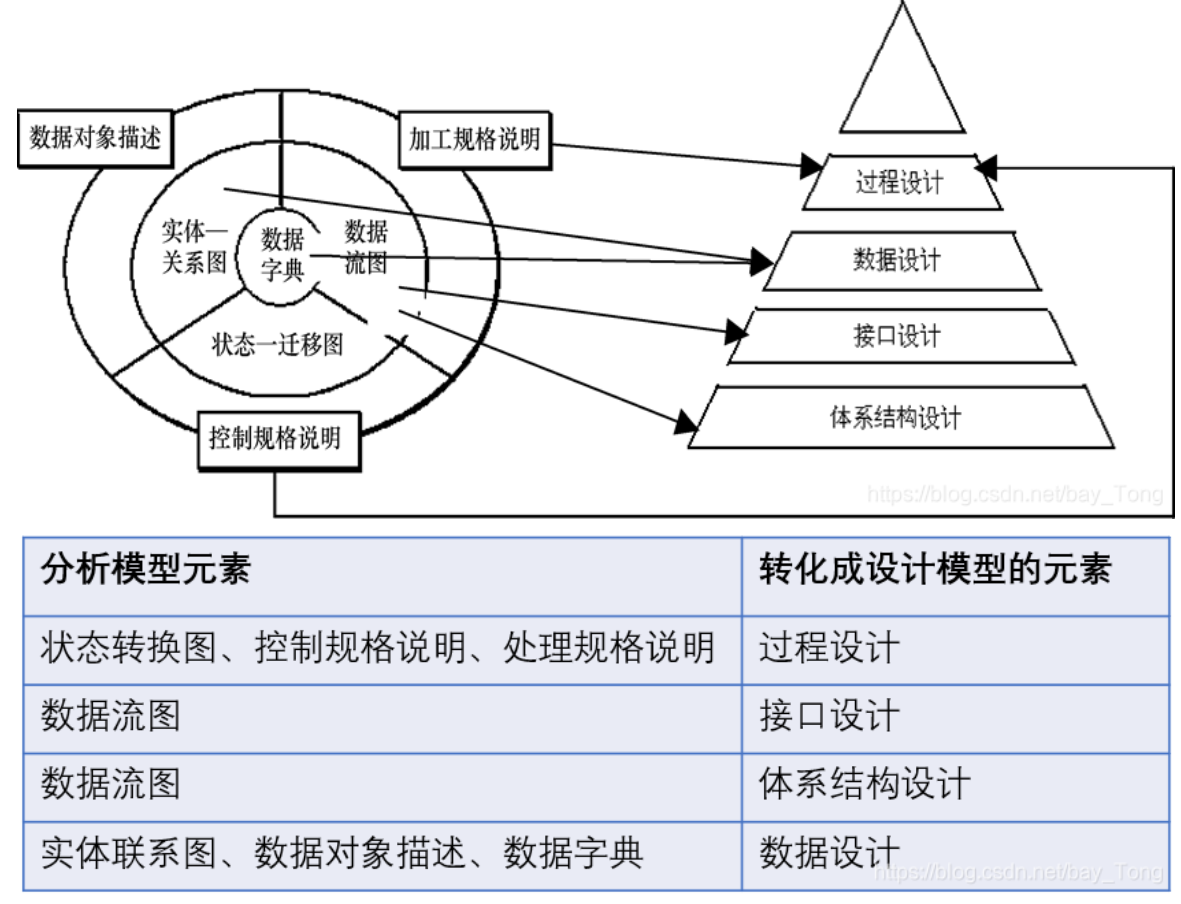 数据对象描述
加工规格说明
过程设计
实体—
关系图
数据
字典
数据
流图
数据设计
状态一迁移图
接口设计
控制规格说明
体系结构设计
https://blog.csdn.net/bay_Tong
分析模型元素
转化成设计模型的元素
状态转换图、控制规格说明、处理规格说明
过程设计
数据流图
接口设计
数据流图
体系结构设计
实体联系图、数据对象描述、数据字典
数据设计
https://blog.csdn.net/bay_Tong